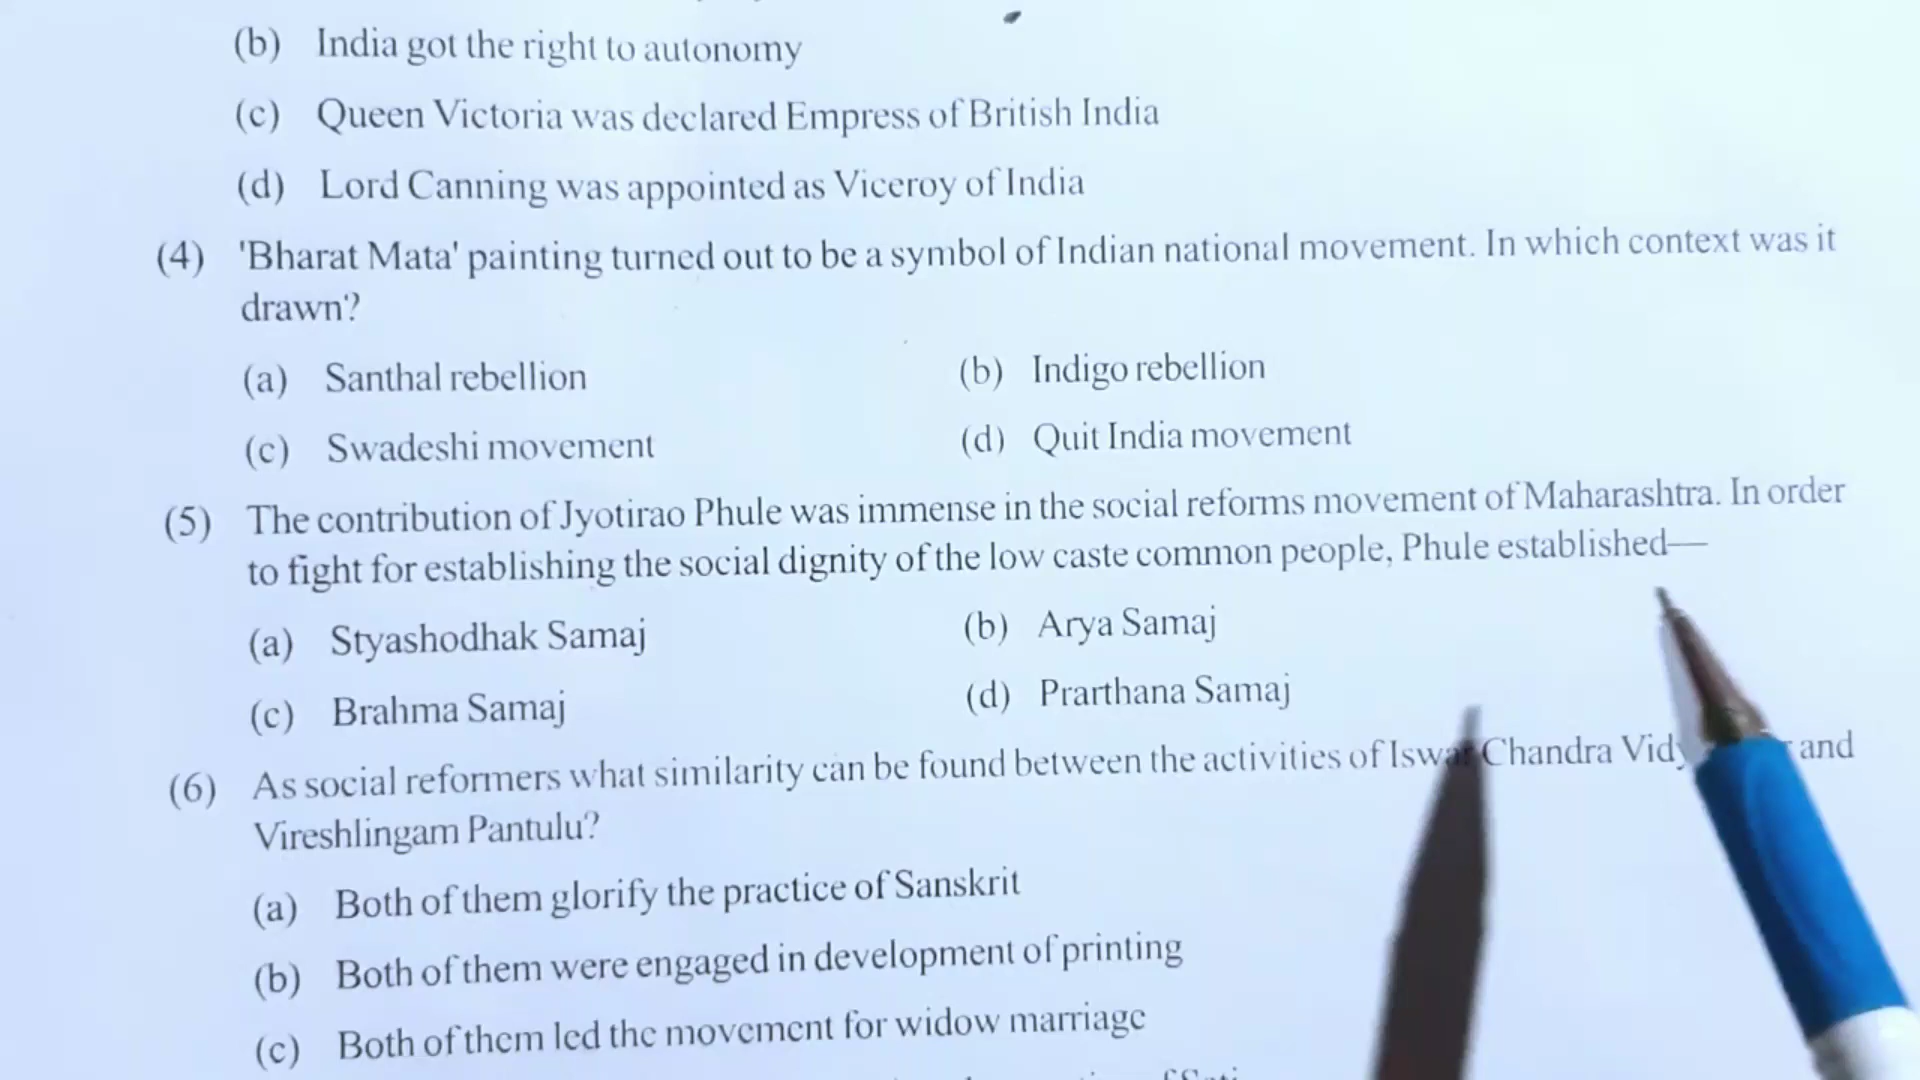 (b) India got the right to autonomy
(c) Queen Victoria was declared Empress of British India
(d) Lord Canning was appointed as Viceroy of India
(4) 'Bharat Mata' painting turned out to be a symbol of Indian national movement. In which context was it
drawn?
(a) Santhal rebellion (b) Indigo rebellion
(c) Swadeshi movement (d) Quit India movement
(5) The contribution of Jyotirao Phule was immense in the social reforms movement of Maharashtra. In order
to fight for establishing the social dignity of the low caste common people, Phule established—
(a) Styashodhak Samaj (b) Arya Samaj
(c) Brahma Samaj (d) Prarthana Samaj
(6) As social reformers what similarity can be found between the activities of Iswar Chandra and
Vireshlingam Pantulu?
(a) Both of them glorify the practice of Sanskrit
(b) Both of them were engaged in development of printing
(c) Both of them led the movement for widow marriage